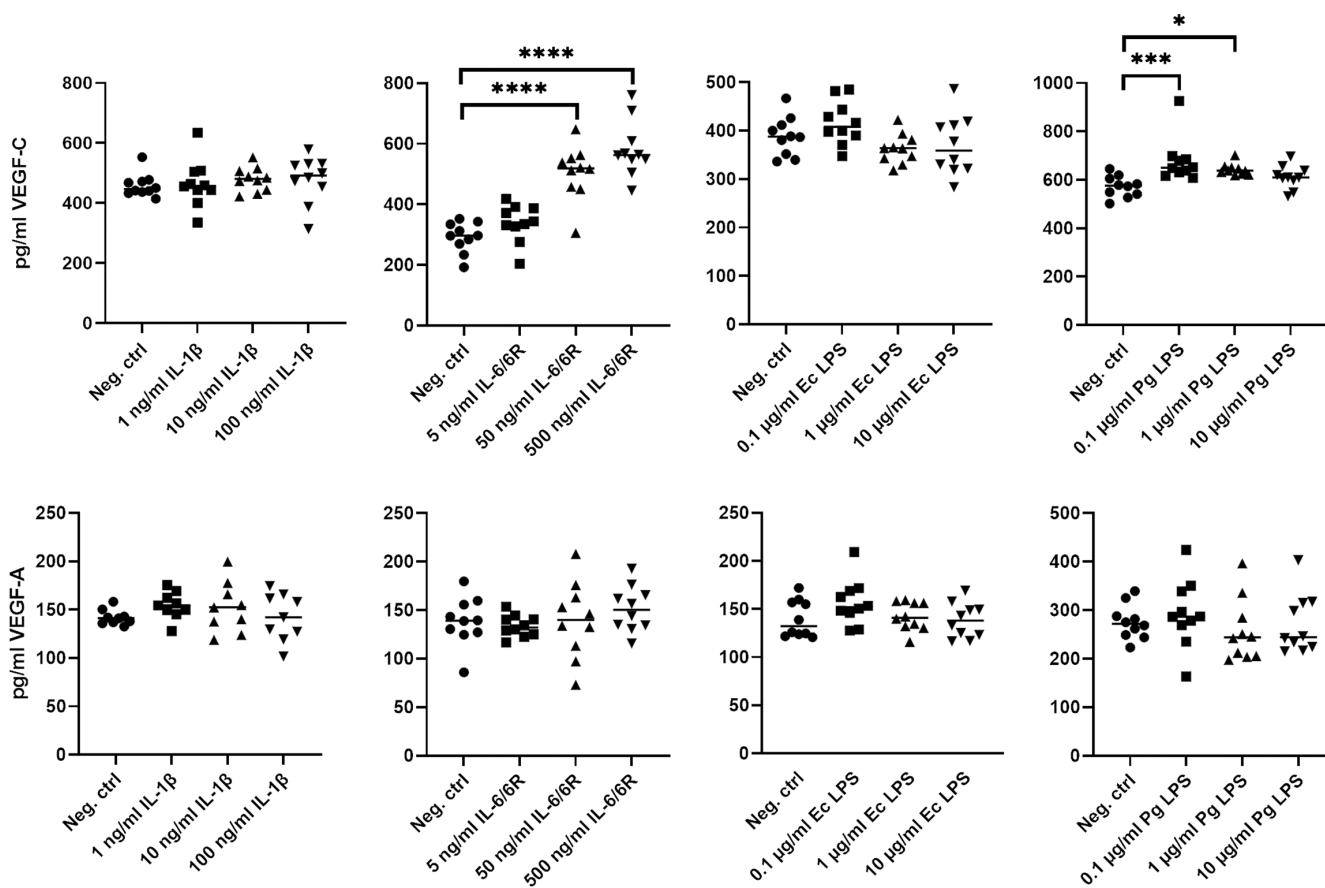 pg/ml VEGF-C
800
600
400
200
0
Neg. ctrl
1 ng/ml IL-1β
10 ng/ml IL-1β
100 ng/ml IL-1β
****
****
800
600
400
200
0
Neg. ctrl
5 ng/ml IL-6/6R
50 ng/ml IL-6/6R
500 ng/ml IL-6/6R
500
400
300
200
100
0
Neg. ctrl
0.1 µg/ml Ec LPS
1 µg/ml Ec LPS
10 µg/ml Ec LPS
*
***
1000
800
600
400
200
0
Neg. ctrl
0.1 µg/ml Pg LPS
1 µg/ml Pg LPS
10 µg/ml Pg LPS
pg/ml VEGF-A
250
200
150
100
50
0
Neg. ctrl
1 ng/ml IL-1β
10 ng/ml IL-1β
100 ng/ml IL-1β
250
200
150
100
50
0
Neg. ctrl
5 ng/ml IL-6/6R
50 ng/ml IL-6/6R
500 ng/ml IL-6/6R
250
200
150
100
50
0
Neg. ctrl
0.1 µg/ml Ec LPS
1 µg/ml Ec LPS
10 µg/ml Ec LPS
500
400
300
200
100
0
Neg. ctrl
0.1 µg/ml Pg LPS
1 µg/ml Pg LPS
10 µg/ml Pg LPS